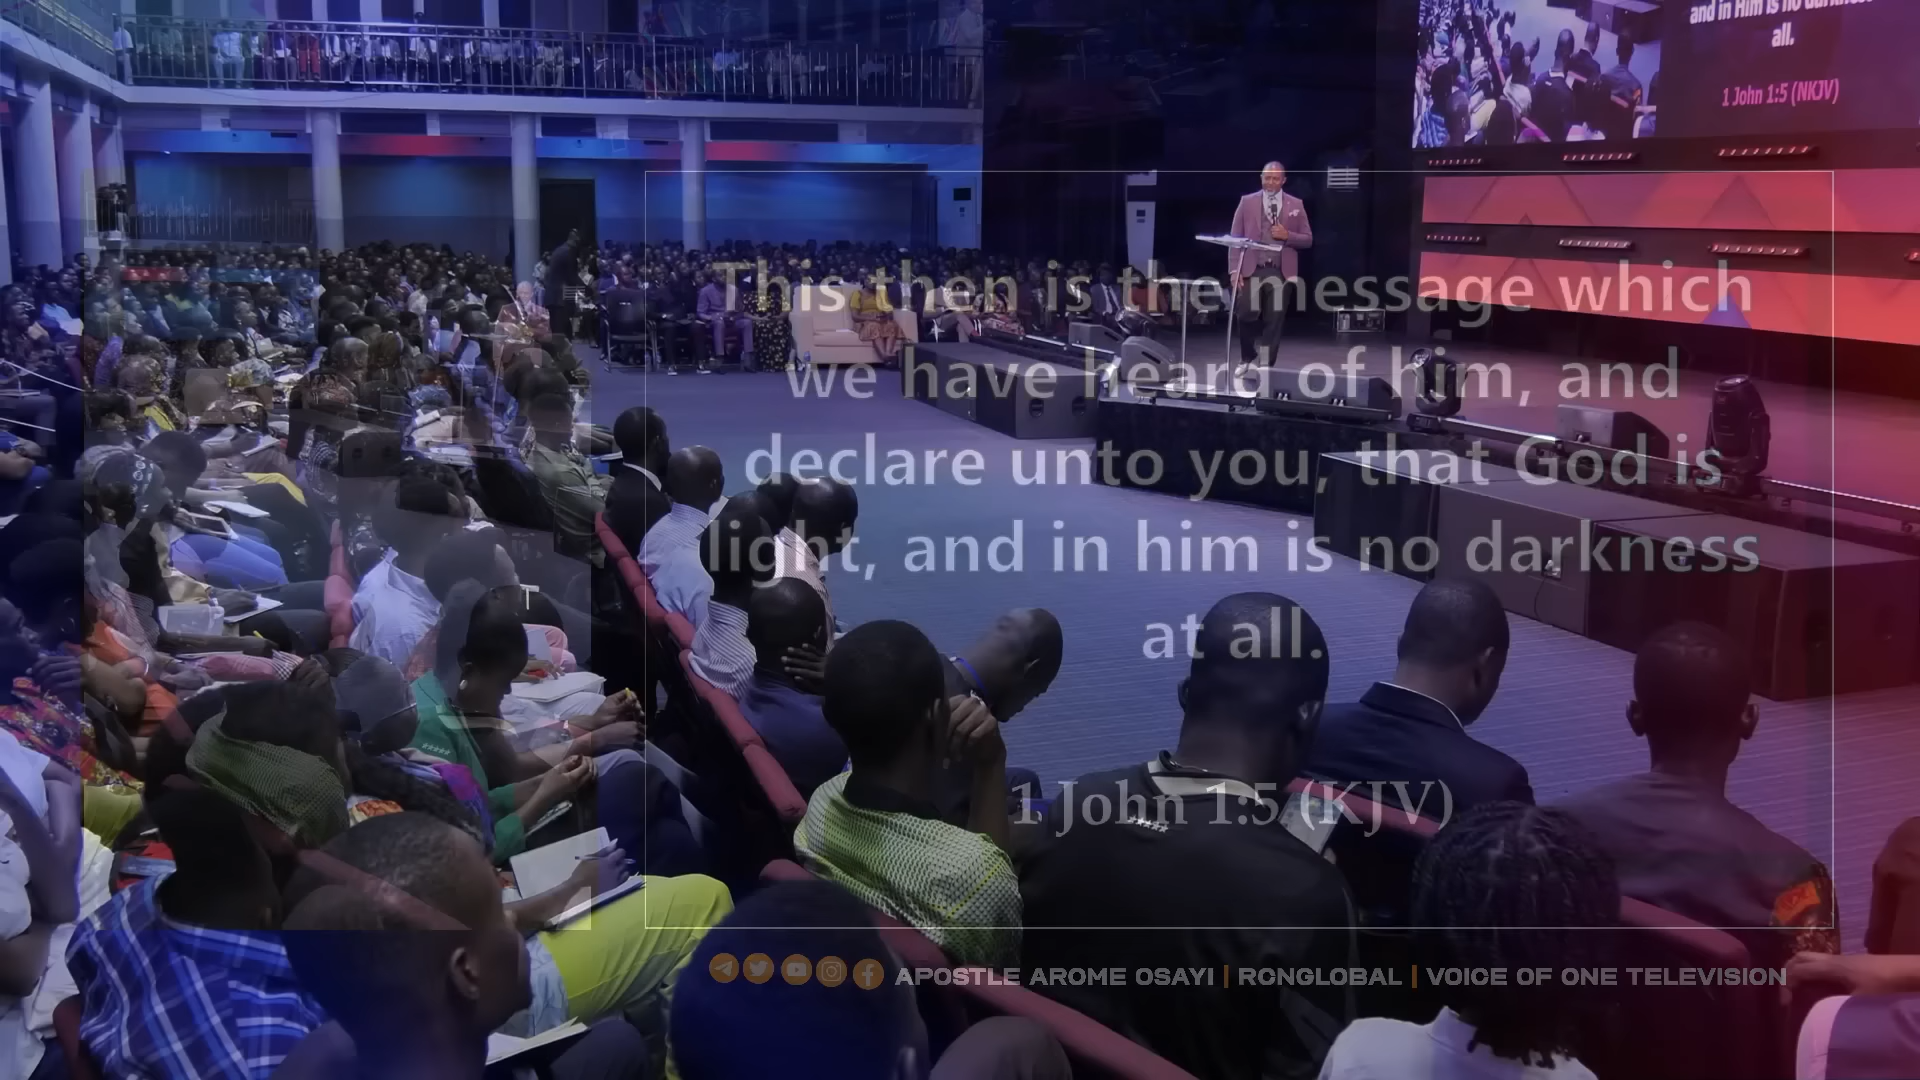 and in Him is no darkness
all.
1 John 1:5 (NKJV)
This then is the message which
we have heard of him, and
declare unto you, that God is
light, and in him is no darkness
at all.
1 John 1:5 (KJV)
APOSTLE AROME OSAYI | RCNGLOBAL | VOICE OF ONE TELEVISION